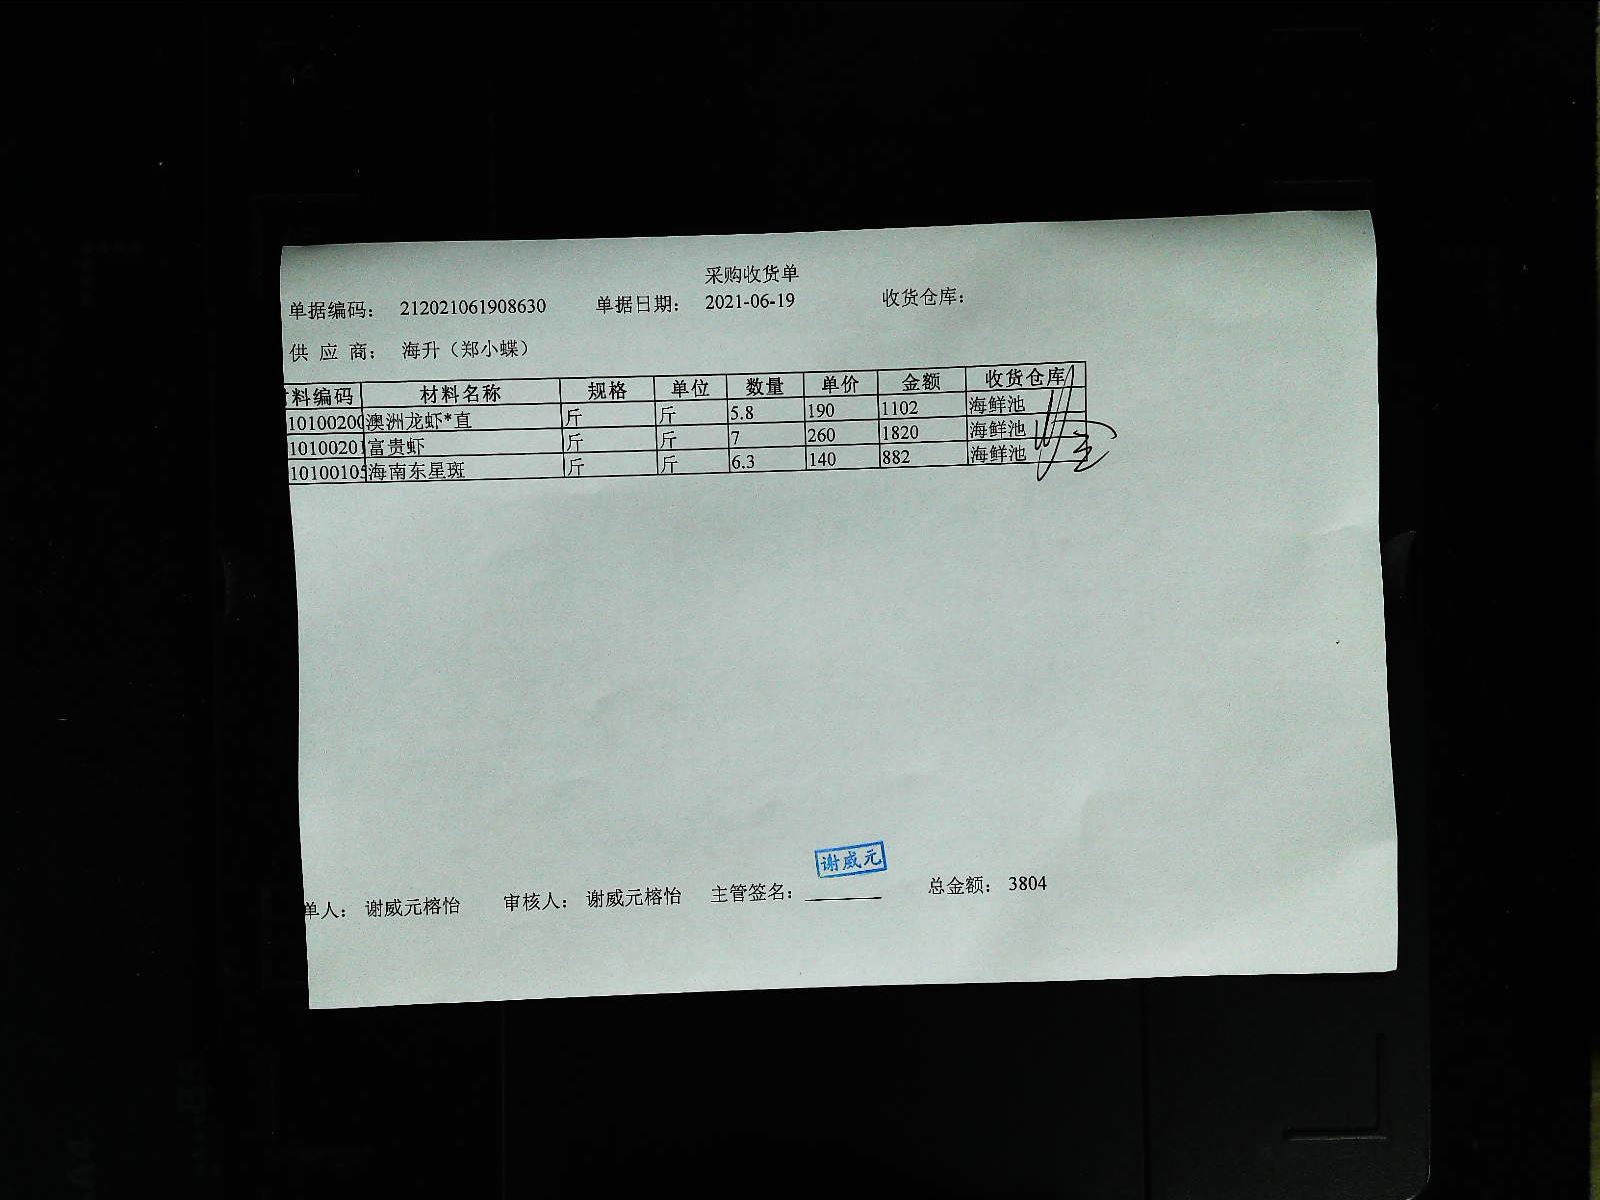 采购收货单
单据编码： 212021061908630 单据日期： 2021-06-19 收货仓库：
供 应 商： 海升（郑小蝶）
料编码 材料名称 规格 单位 数量 单价 金额 收货仓库
1010020 澳洲龙虾*直 斤 斤 5.8 190 1102 海鲜池
1010020 富贵虾 斤 斤 7 260 1820 海鲜池
1010010 海南东星斑 斤 斤 6.3 140 882 海鲜池
谢威元
单人： 谢威元榕怡 审核人： 谢威元榕怡 主管签名： 总金额： 3804